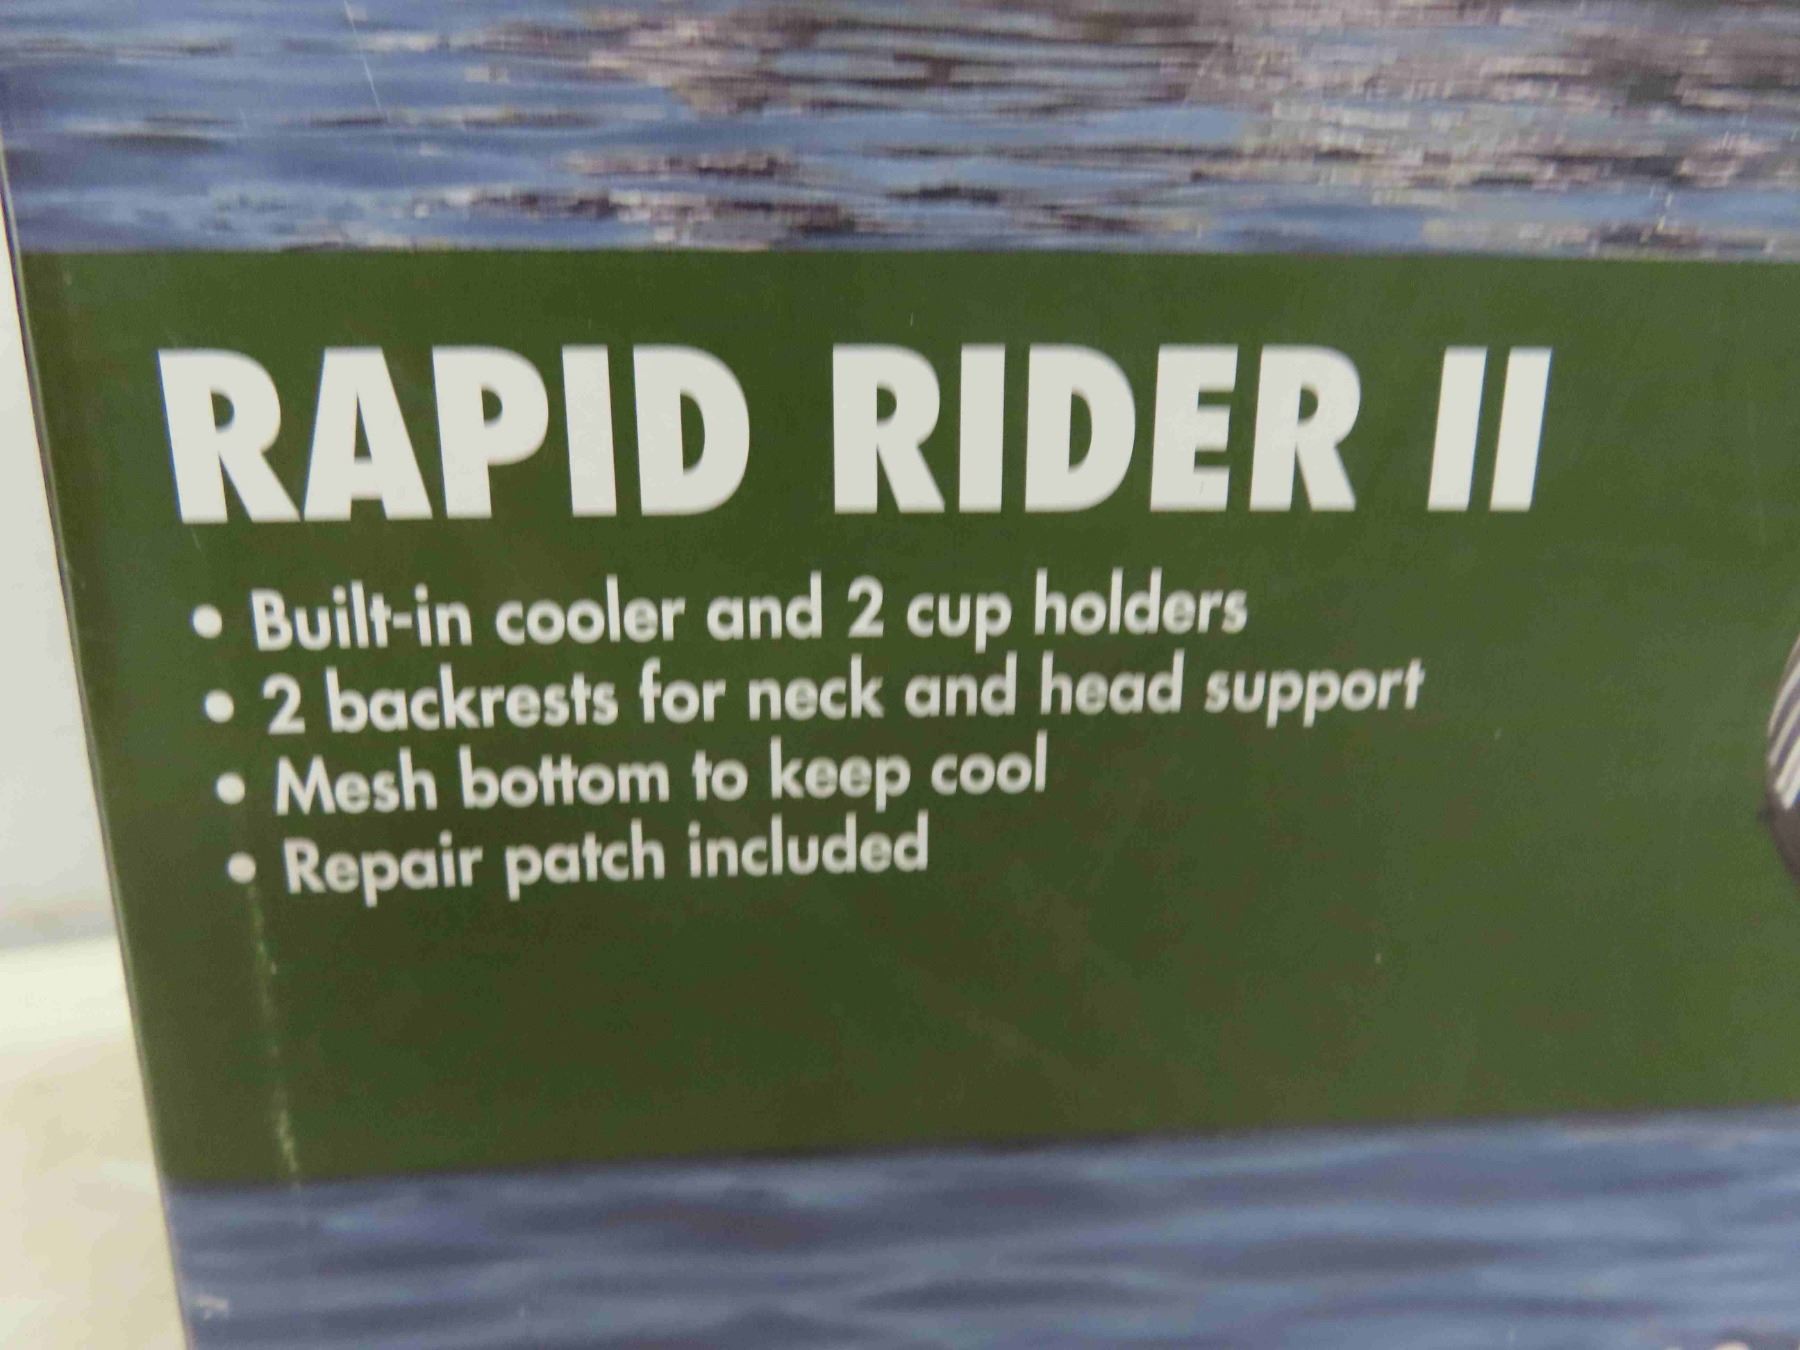 RAPID RIDER II
• Built-in cooler and 2 cup holders
• 2 backrests for neck and head support
• Mesh bottom to keep cool
• Repair patch included